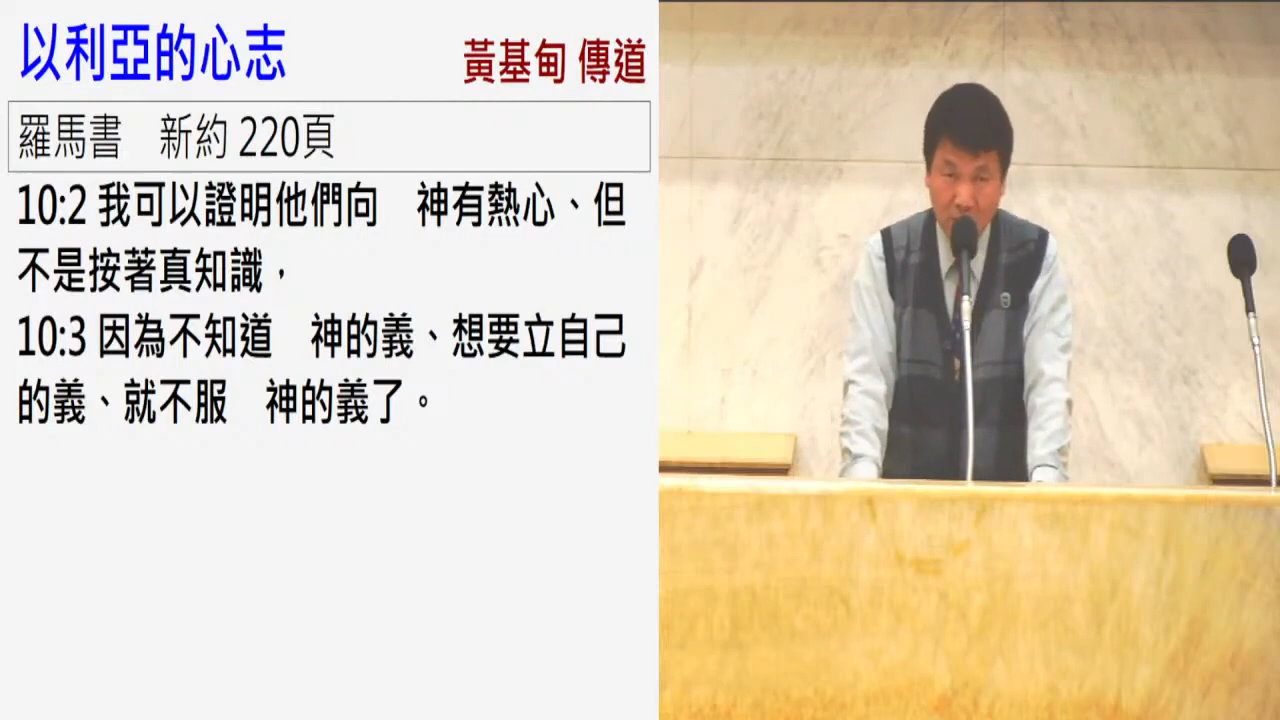 以利亞的心志
黃基甸 傳道
羅馬書　新約 220頁
10:2 我可以證明他們向　神有熱心、但
不是按著真知識，
10:3 因為不知道　神的義、想要立自己
的義、就不服　神的義了。